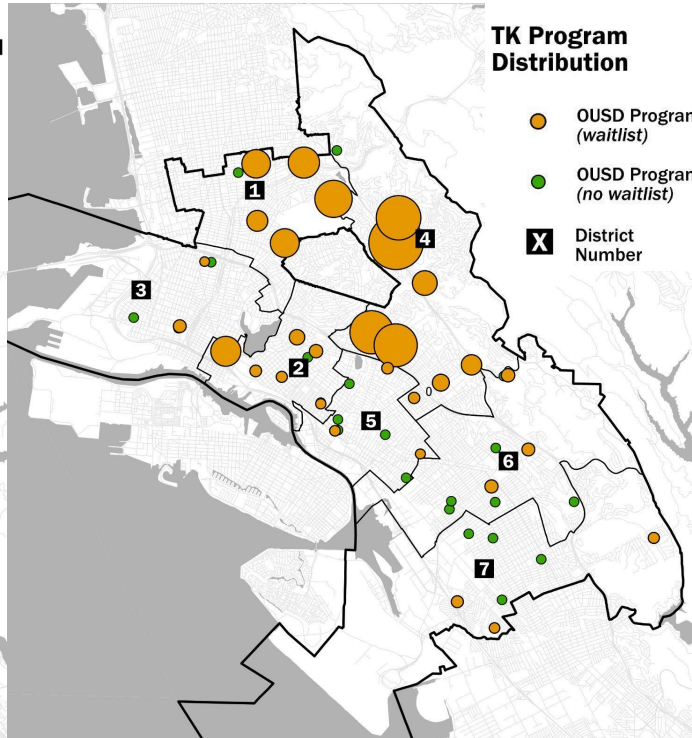 TK Program
Distribution
OUSD Program
(waitlist)
OUSD Program
(no waitlist)
X
District
Number
1
4
3
2
5
6
7